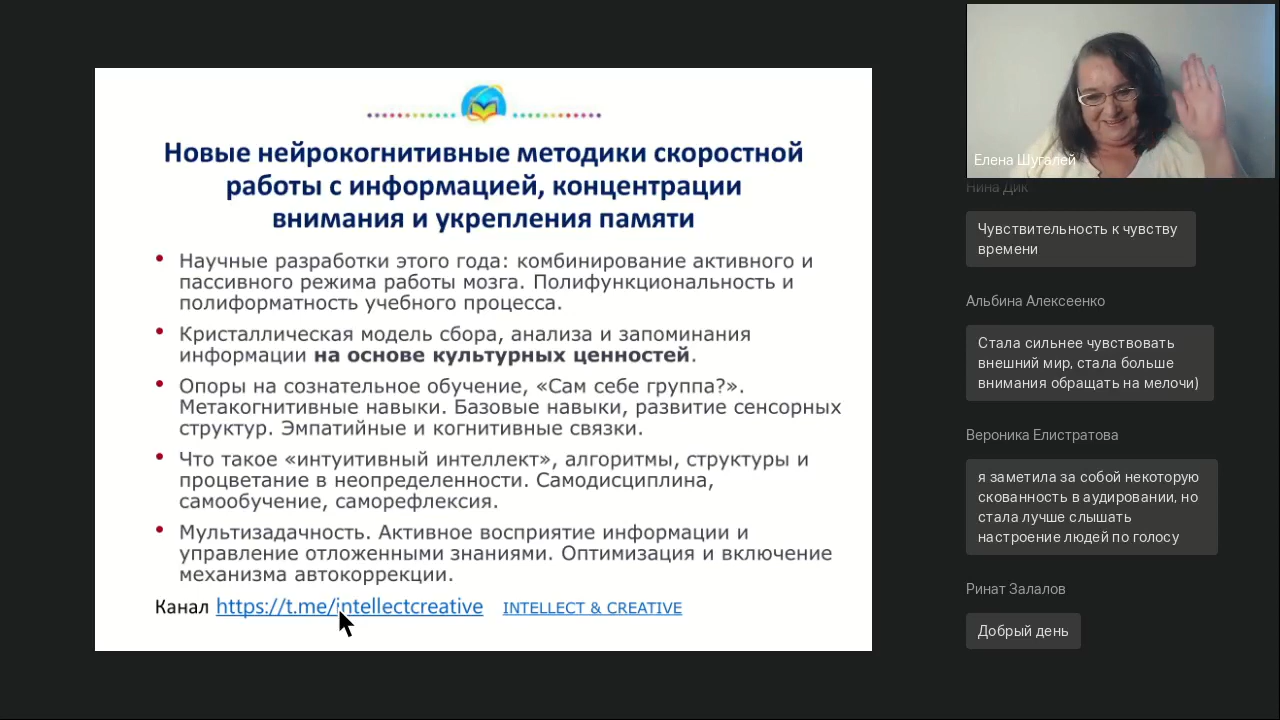 Новые нейрокогнитивные методики скоростной
работы с информацией, концентрации
внимания и укрепления памяти
• Научные разработки этого года: комбинирование активного и
пассивного режима работы мозга. Полифункциональность и
полиформатность учебного процесса.
• Кристаллическая модель сбора, анализа и запоминания
информации на основе культурных ценностей.
• Опоры на сознательное обучение, «Сам себе группа?».
Метакогнитивные навыки. Базовые навыки, развитие сенсорных
структур. Эмпатийные и когнитивные связки.
• Что такое «интуитивный интеллект», алгоритмы, структуры и
процветание в неопределенности. Самодисциплина,
самообучение, саморефлексия.
• Мультизадачность. Активное восприятие информации и
управление отложенными знаниями. Оптимизация и включение
механизма автокоррекции.
Канал https://t.me/intellectcreative INTELLECT & CREATIVE
Елена Шугалей
Нина Дик
Чувствительность к чувству
времени
Альбина Алексеенко
Стала сильнее чувствовать
внешний мир, стала больше
внимания обращать на мелочи)
Вероника Елистратова
я заметила за собой некоторую
скованность в аудировании, но
стала лучше слышать
настроение людей по голосу
Ринат Залалов
Добрый день